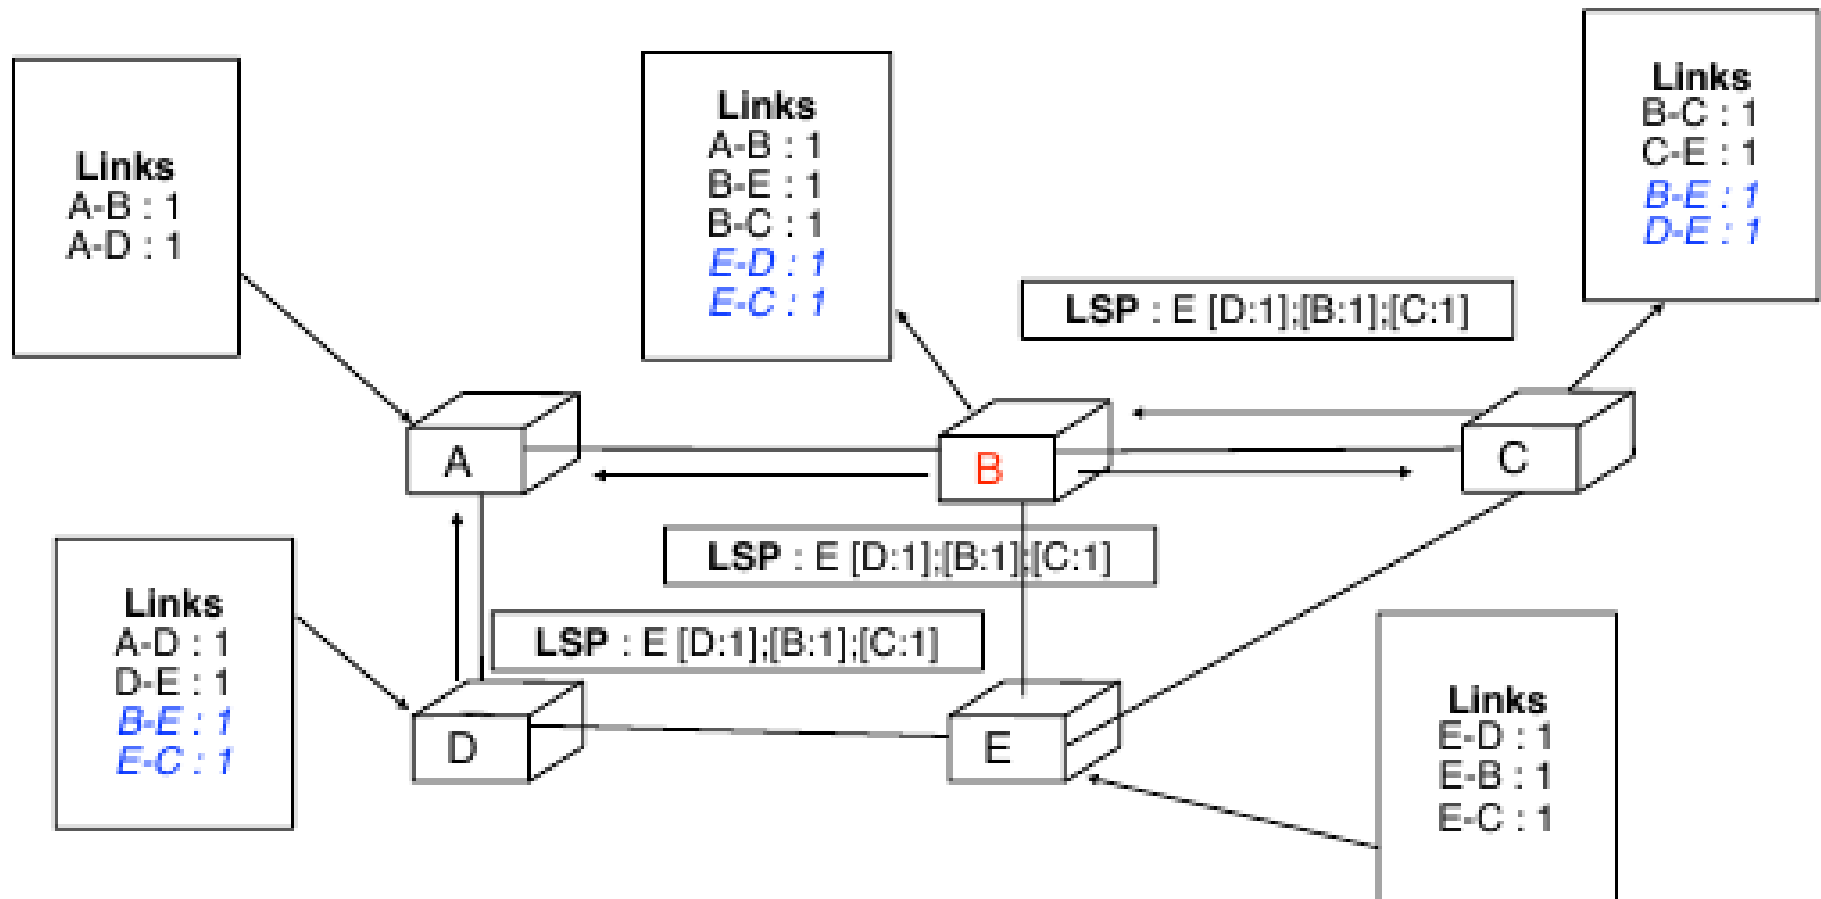 Links
A-B : 1
A-D : 1
Links
A-B : 1
B-E : 1
B-C : 1
E-D : 1
E-C : 1
Links
B-C : 1
C-E : 1
B-E : 1
D-E : 1
LSP : E [D:1];[B:1];[C:1]
A
B
C
LSP : E [D:1];[B:1];[C:1]
Links
A-D : 1
D-E : 1
B-E : 1
E-C : 1
LSP : E [D:1];[B:1];[C:1]
D
E
Links
E-D : 1
E-B : 1
E-C : 1